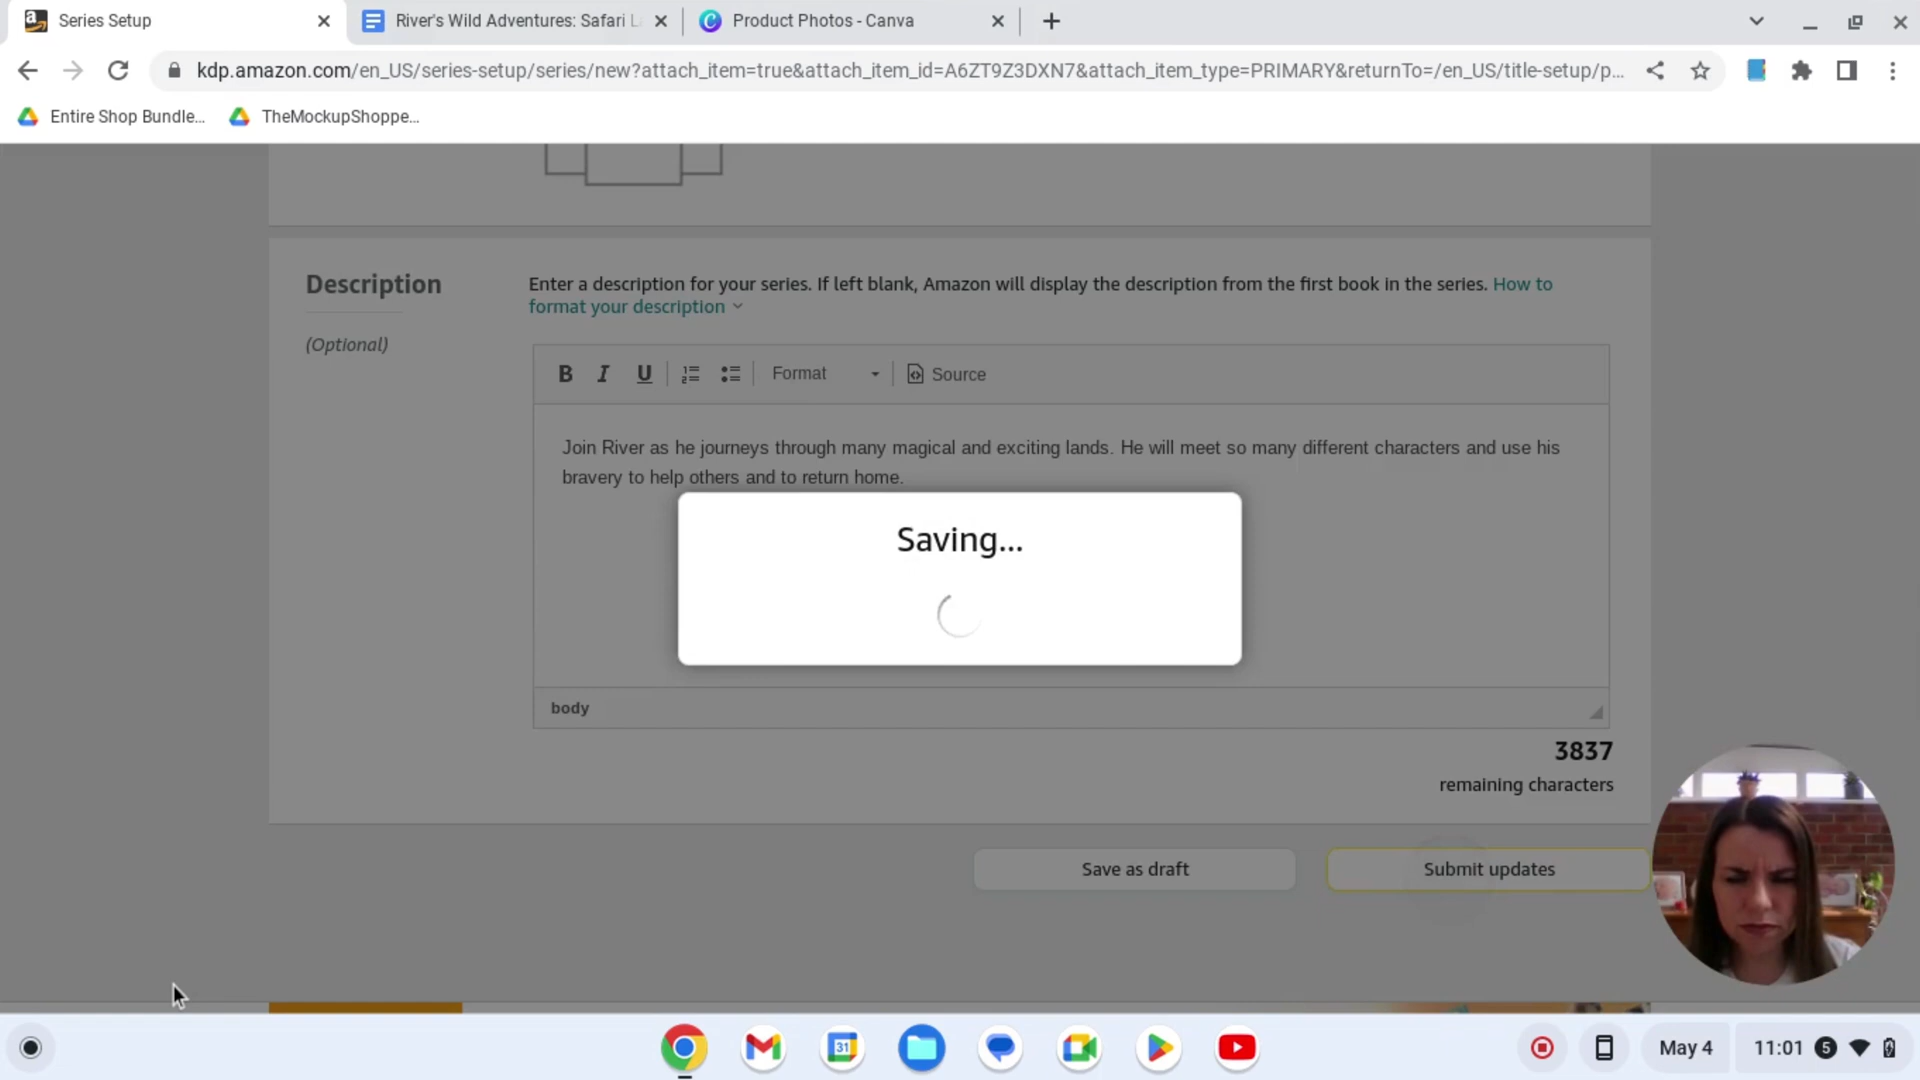 Series Setup
River's Wild Adventures: Safari L
Product Photos - Canva
kdp.amazon.com/en_US/series-setup/series/new?attach_item=true&attach_item_id=A6ZT9Z3DXN7&attach_item_type=PRIMARY&returnTo=/en_US/title-setup/p...
Entire Shop Bundle...
TheMockupShoppe...
Description
(Optional)
Enter a description for your series. If left blank, Amazon will display the description from the first book in the series. How to
format your description
B I U Format Source
Join River as he journeys through many magical and exciting lands. He will meet so many different characters and use his
bravery to help others and to return home.
Saving...
body
3837
remaining characters
Save as draft
Submit updates
31
May 4
11:01
5